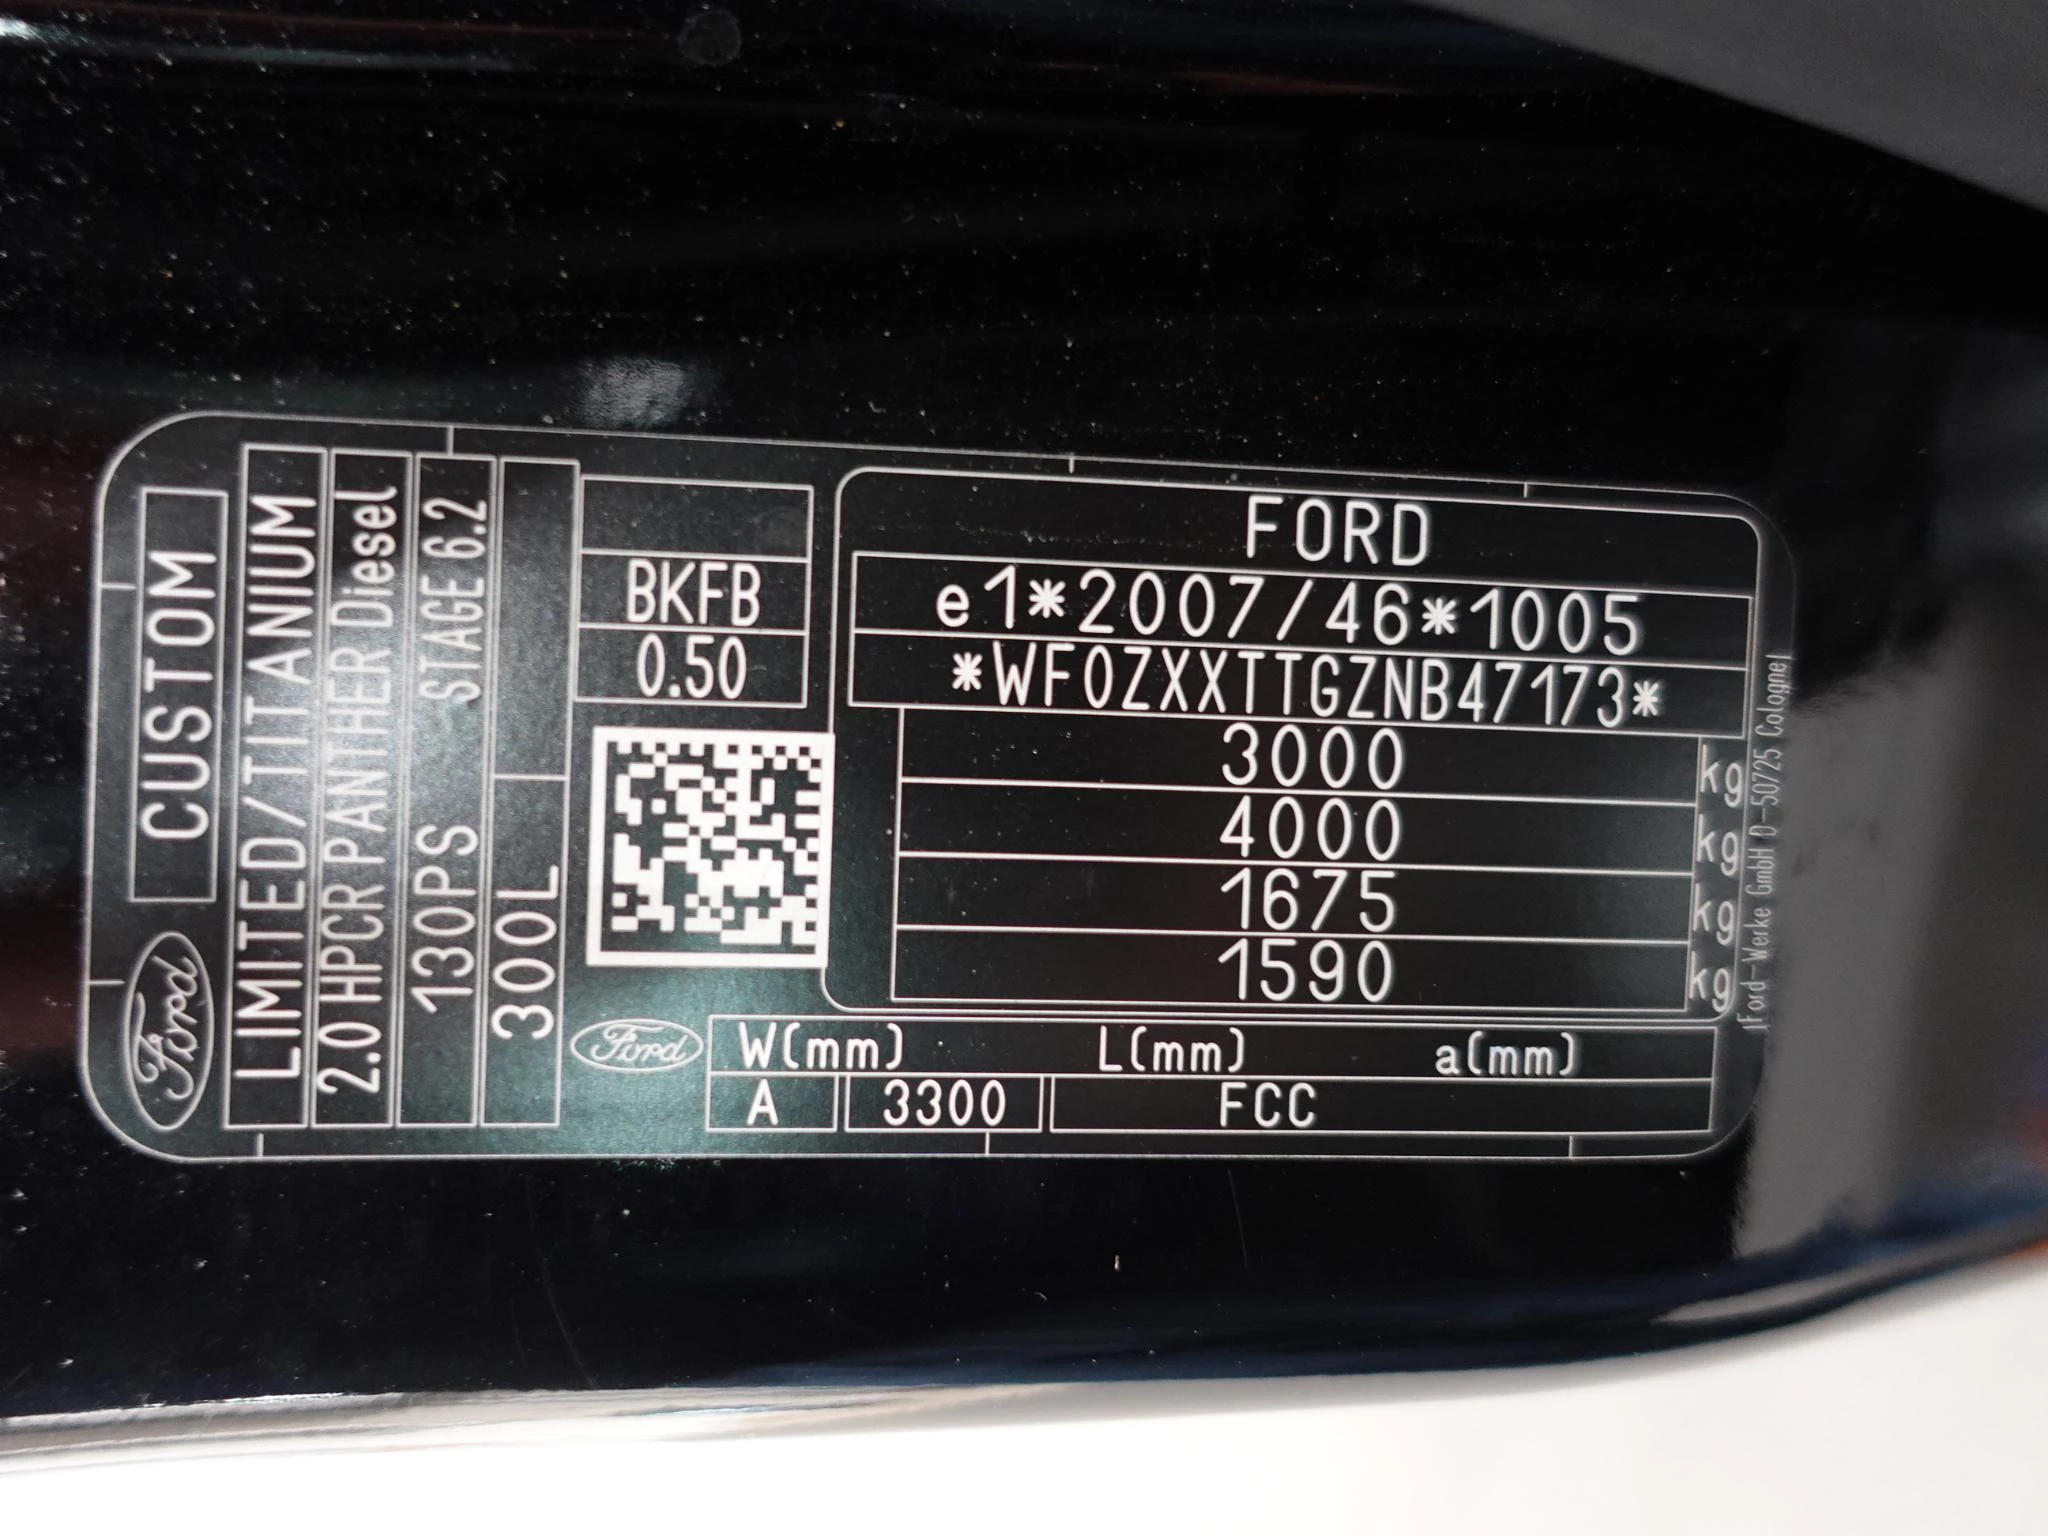 Ford
CUSTOM
LIMITED/TITANIUM
2.0 HPCR PANTHER Diesel
130PS STAGE 6.2
300L
BKFB
0.50
FORD
e1*2007/46*1005
*WF0ZXXTTGZNB47173*
3000 kg
4000 kg
1675 kg
1590 kg
Ford
W(mm) L(mm) a(mm)
A 3300 FCC
Ford-Werke GmbH D-50725 Cologne